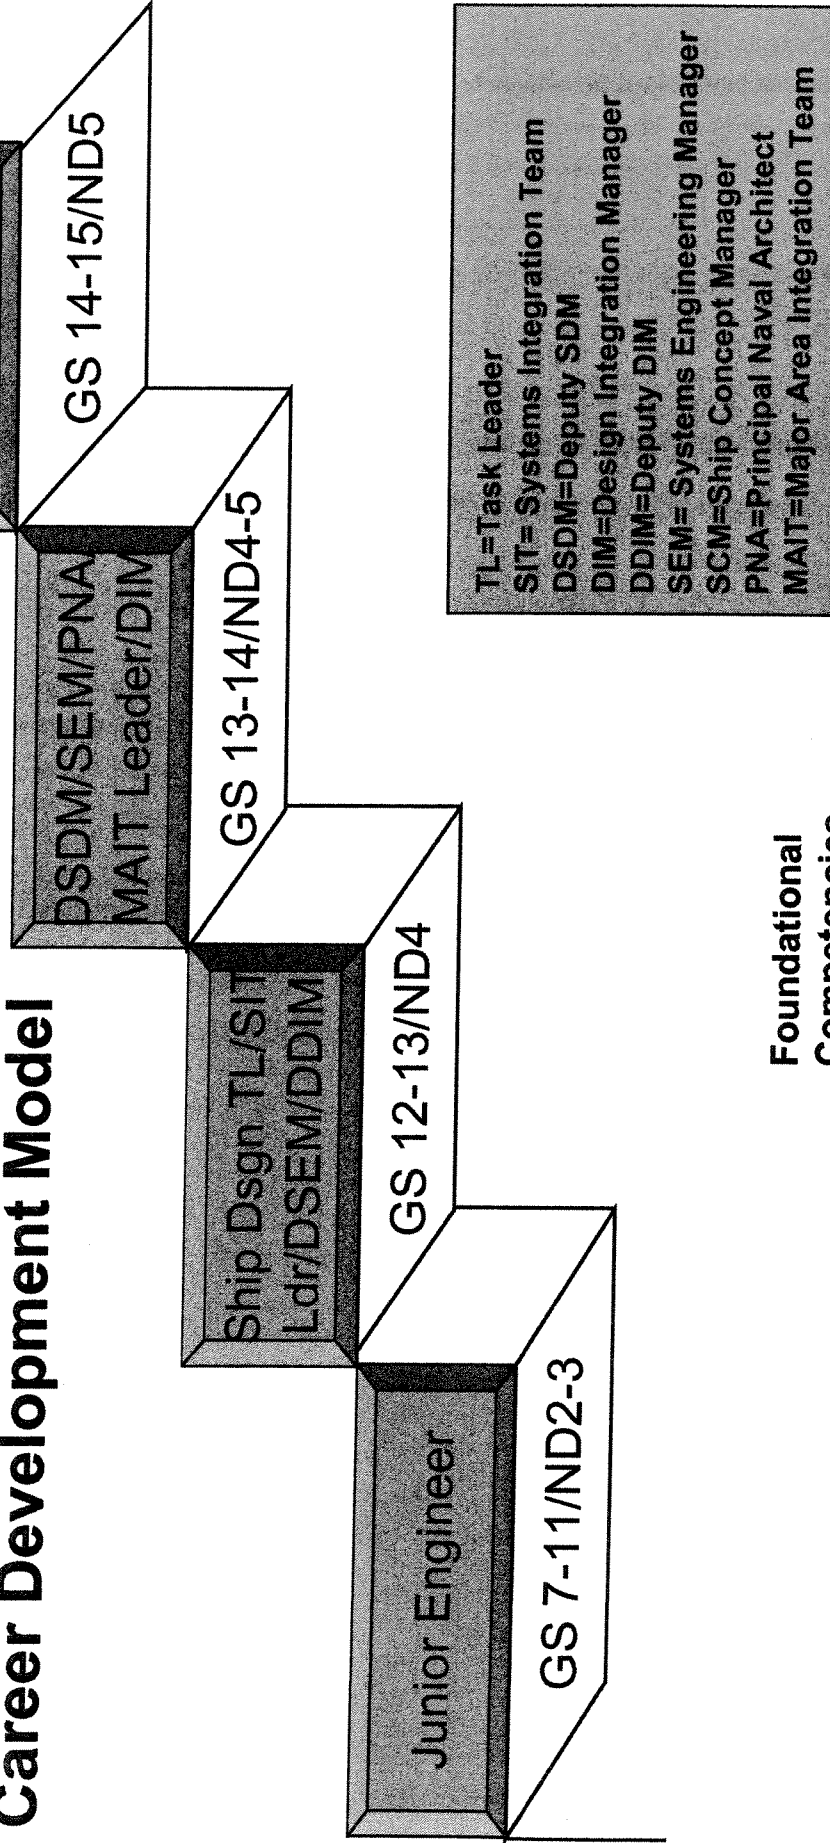 Career Development Model
GS 14-15/ND5
DSDM/SEM/PNA
MAIT Leader/DIM
GS 13-14/ND4-5
Ship Dsgn TL/SIT
Ldr/DSEM/DDIM
GS 12-13/ND4
Junior Engineer
GS 7-11/ND2-3
TL=Task Leader
SIT= Systems Integration Team
DSDM=Deputy SDM
DIM=Design Integration Manager
DDIM=Deputy DIM
SEM= Systems Engineering Manager
SCM=Ship Concept Manager
PNA=Principal Naval Architect
MAIT=Major Area Integration Team
Foundational
Competencies